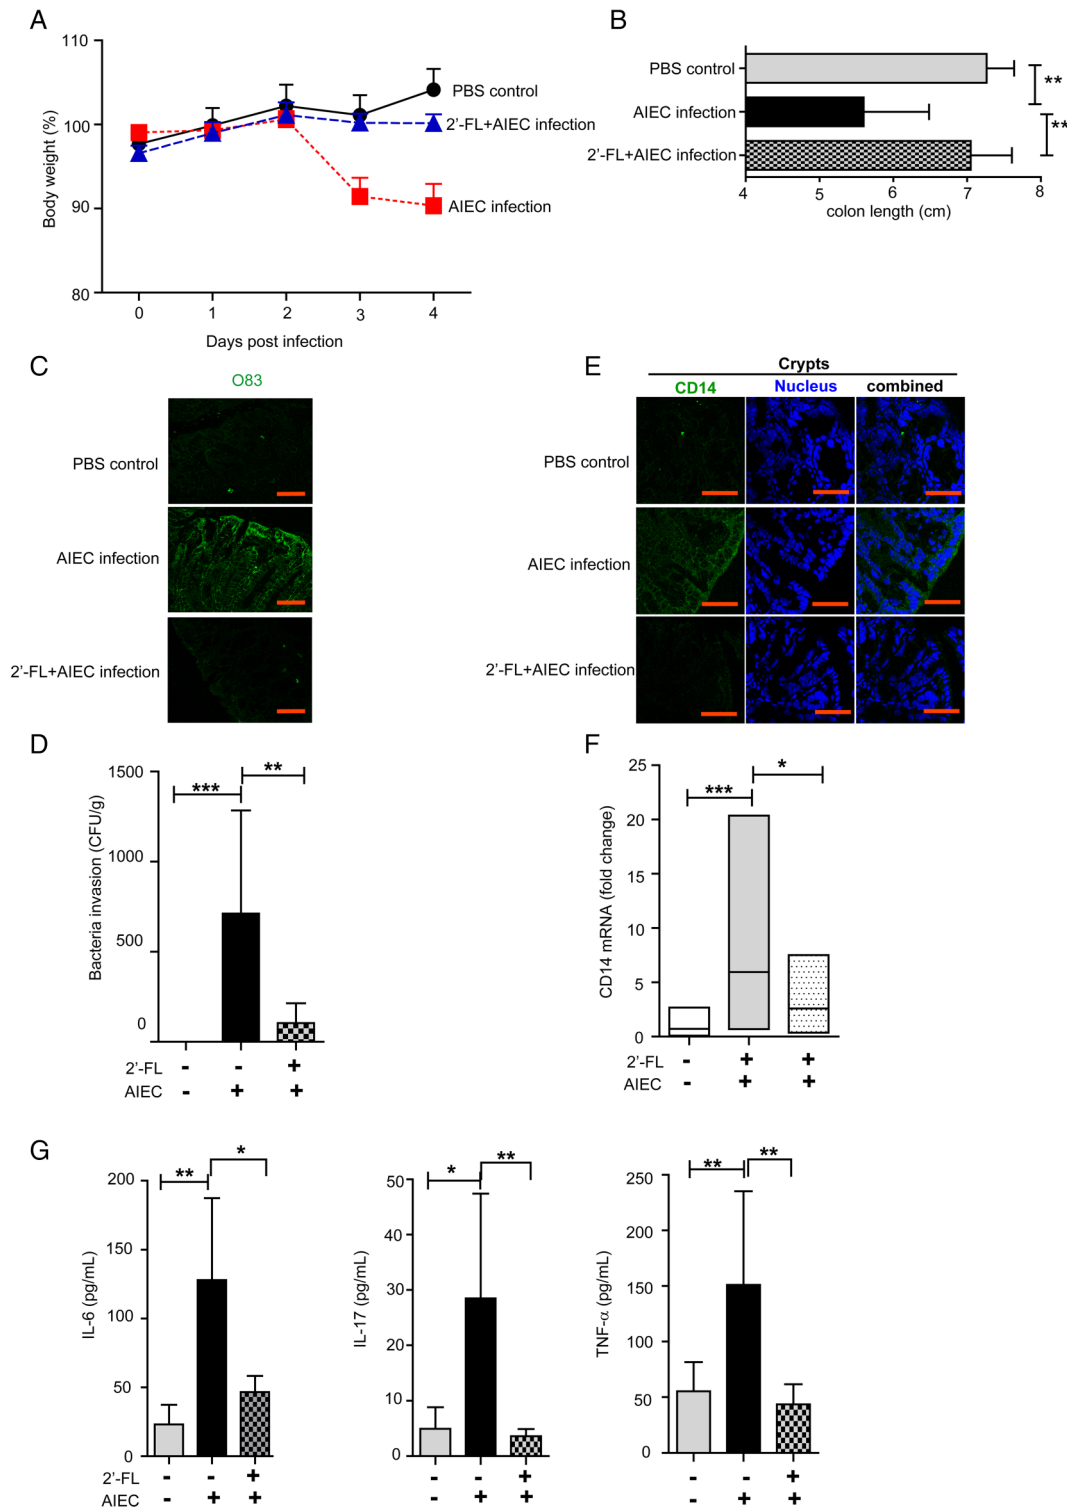 A
110
100
90
80
Body weight (%)
0 1 2 3 4
Days post infection
PBS control
2'-FL+AIEC infection
AIEC infection
B
PBS control
AIEC infection
2'-FL+AIEC infection
**
**
4 5 6 7 8
colon length (cm)
C
O83
PBS control
AIEC infection
2'-FL+AIEC infection
E
Crypts
CD14 Nucleus combined
PBS control
AIEC infection
2'-FL+AIEC infection
D
*** **
1500
1000
500
0
Bacteria invasion (CFU/g)
2'-FL - - +
AIEC - + +
F
*** *
25
20
15
10
5
0
CD14 mRNA (fold change)
2'-FL - + +
AIEC - + +
G
** *
200
150
100
50
0
IL-6 (pg/mL)
2'-FL - - +
AIEC - + +
* **
50
40
30
20
10
0
IL-17 (pg/mL)
- - +
- + +
** **
250
200
150
100
50
0
TNF-α (pg/mL)
- - +
- + +